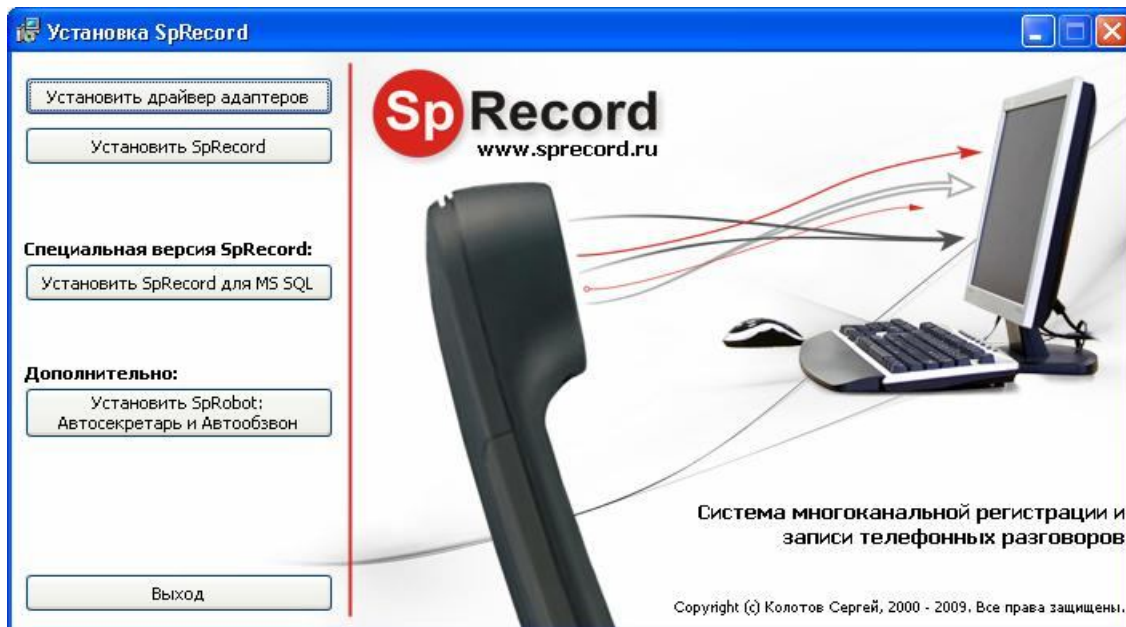 Установка SpRecord
Установить драйвер адаптеров
Установить SpRecord
Специальная версия SpRecord:
Установить SpRecord для MS SQL
Дополнительно:
Установить SpRobot:
Автосекретарь и Автообзвон
Выход
Sp Record
www.sprecord.ru
Система многоканальной регистрации и
записи телефонных разговоров
Copyright (c) Колотов Сергей, 2000 - 2009. Все права защищены.